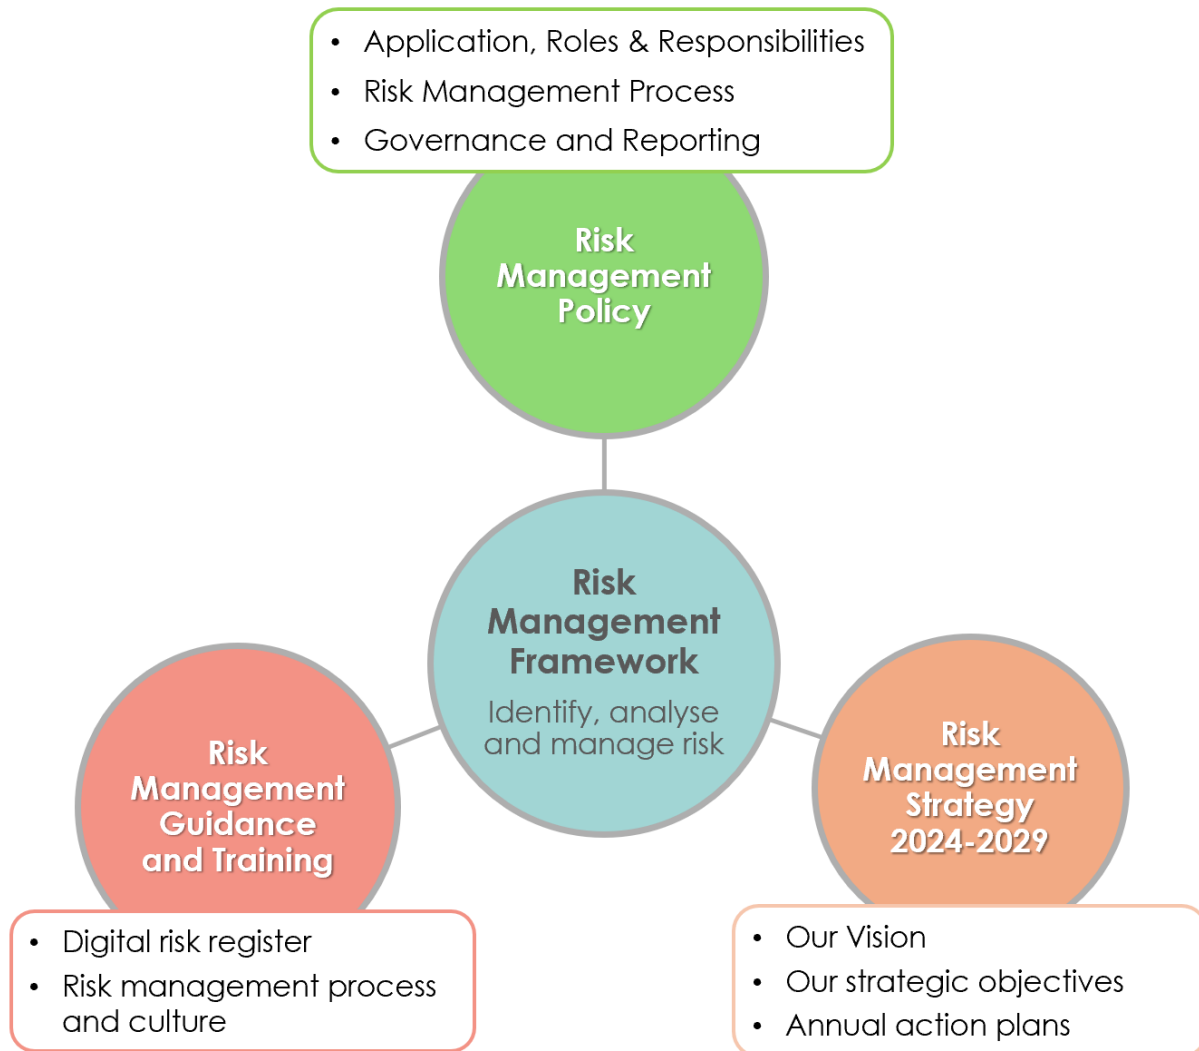 • Application, Roles & Responsibilities
• Risk Management Process
• Governance and Reporting
Risk
Management
Policy
Risk
Management
Framework
Identify, analyse
and manage risk
Risk
Management
Guidance
and Training
• Digital risk register
• Risk management process
and culture
Risk
Management
Strategy
2024-2029
• Our Vision
• Our strategic objectives
• Annual action plans